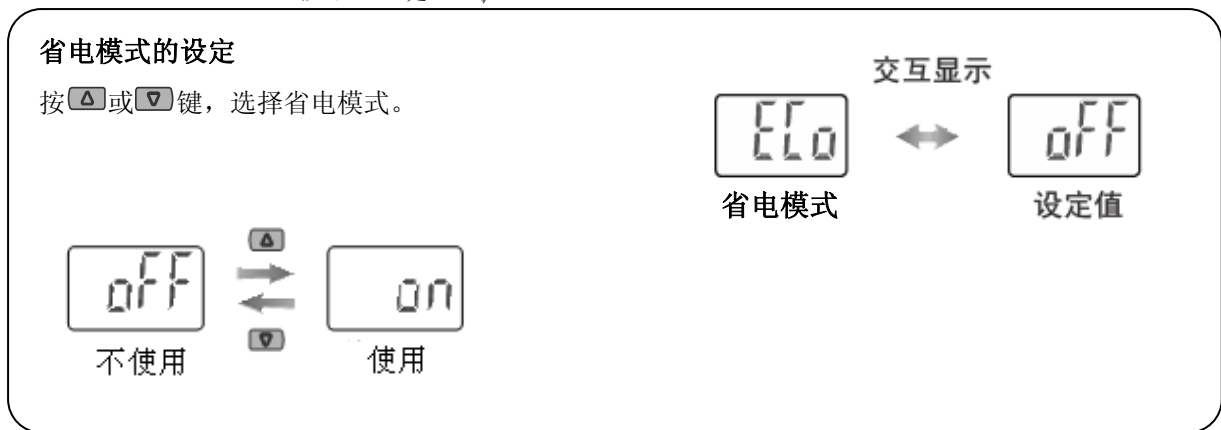 省电模式的设定
按或键，选择省电模式。
交互显示
ECo
oFF
省电模式
设定值
oFF
on
不使用
使用